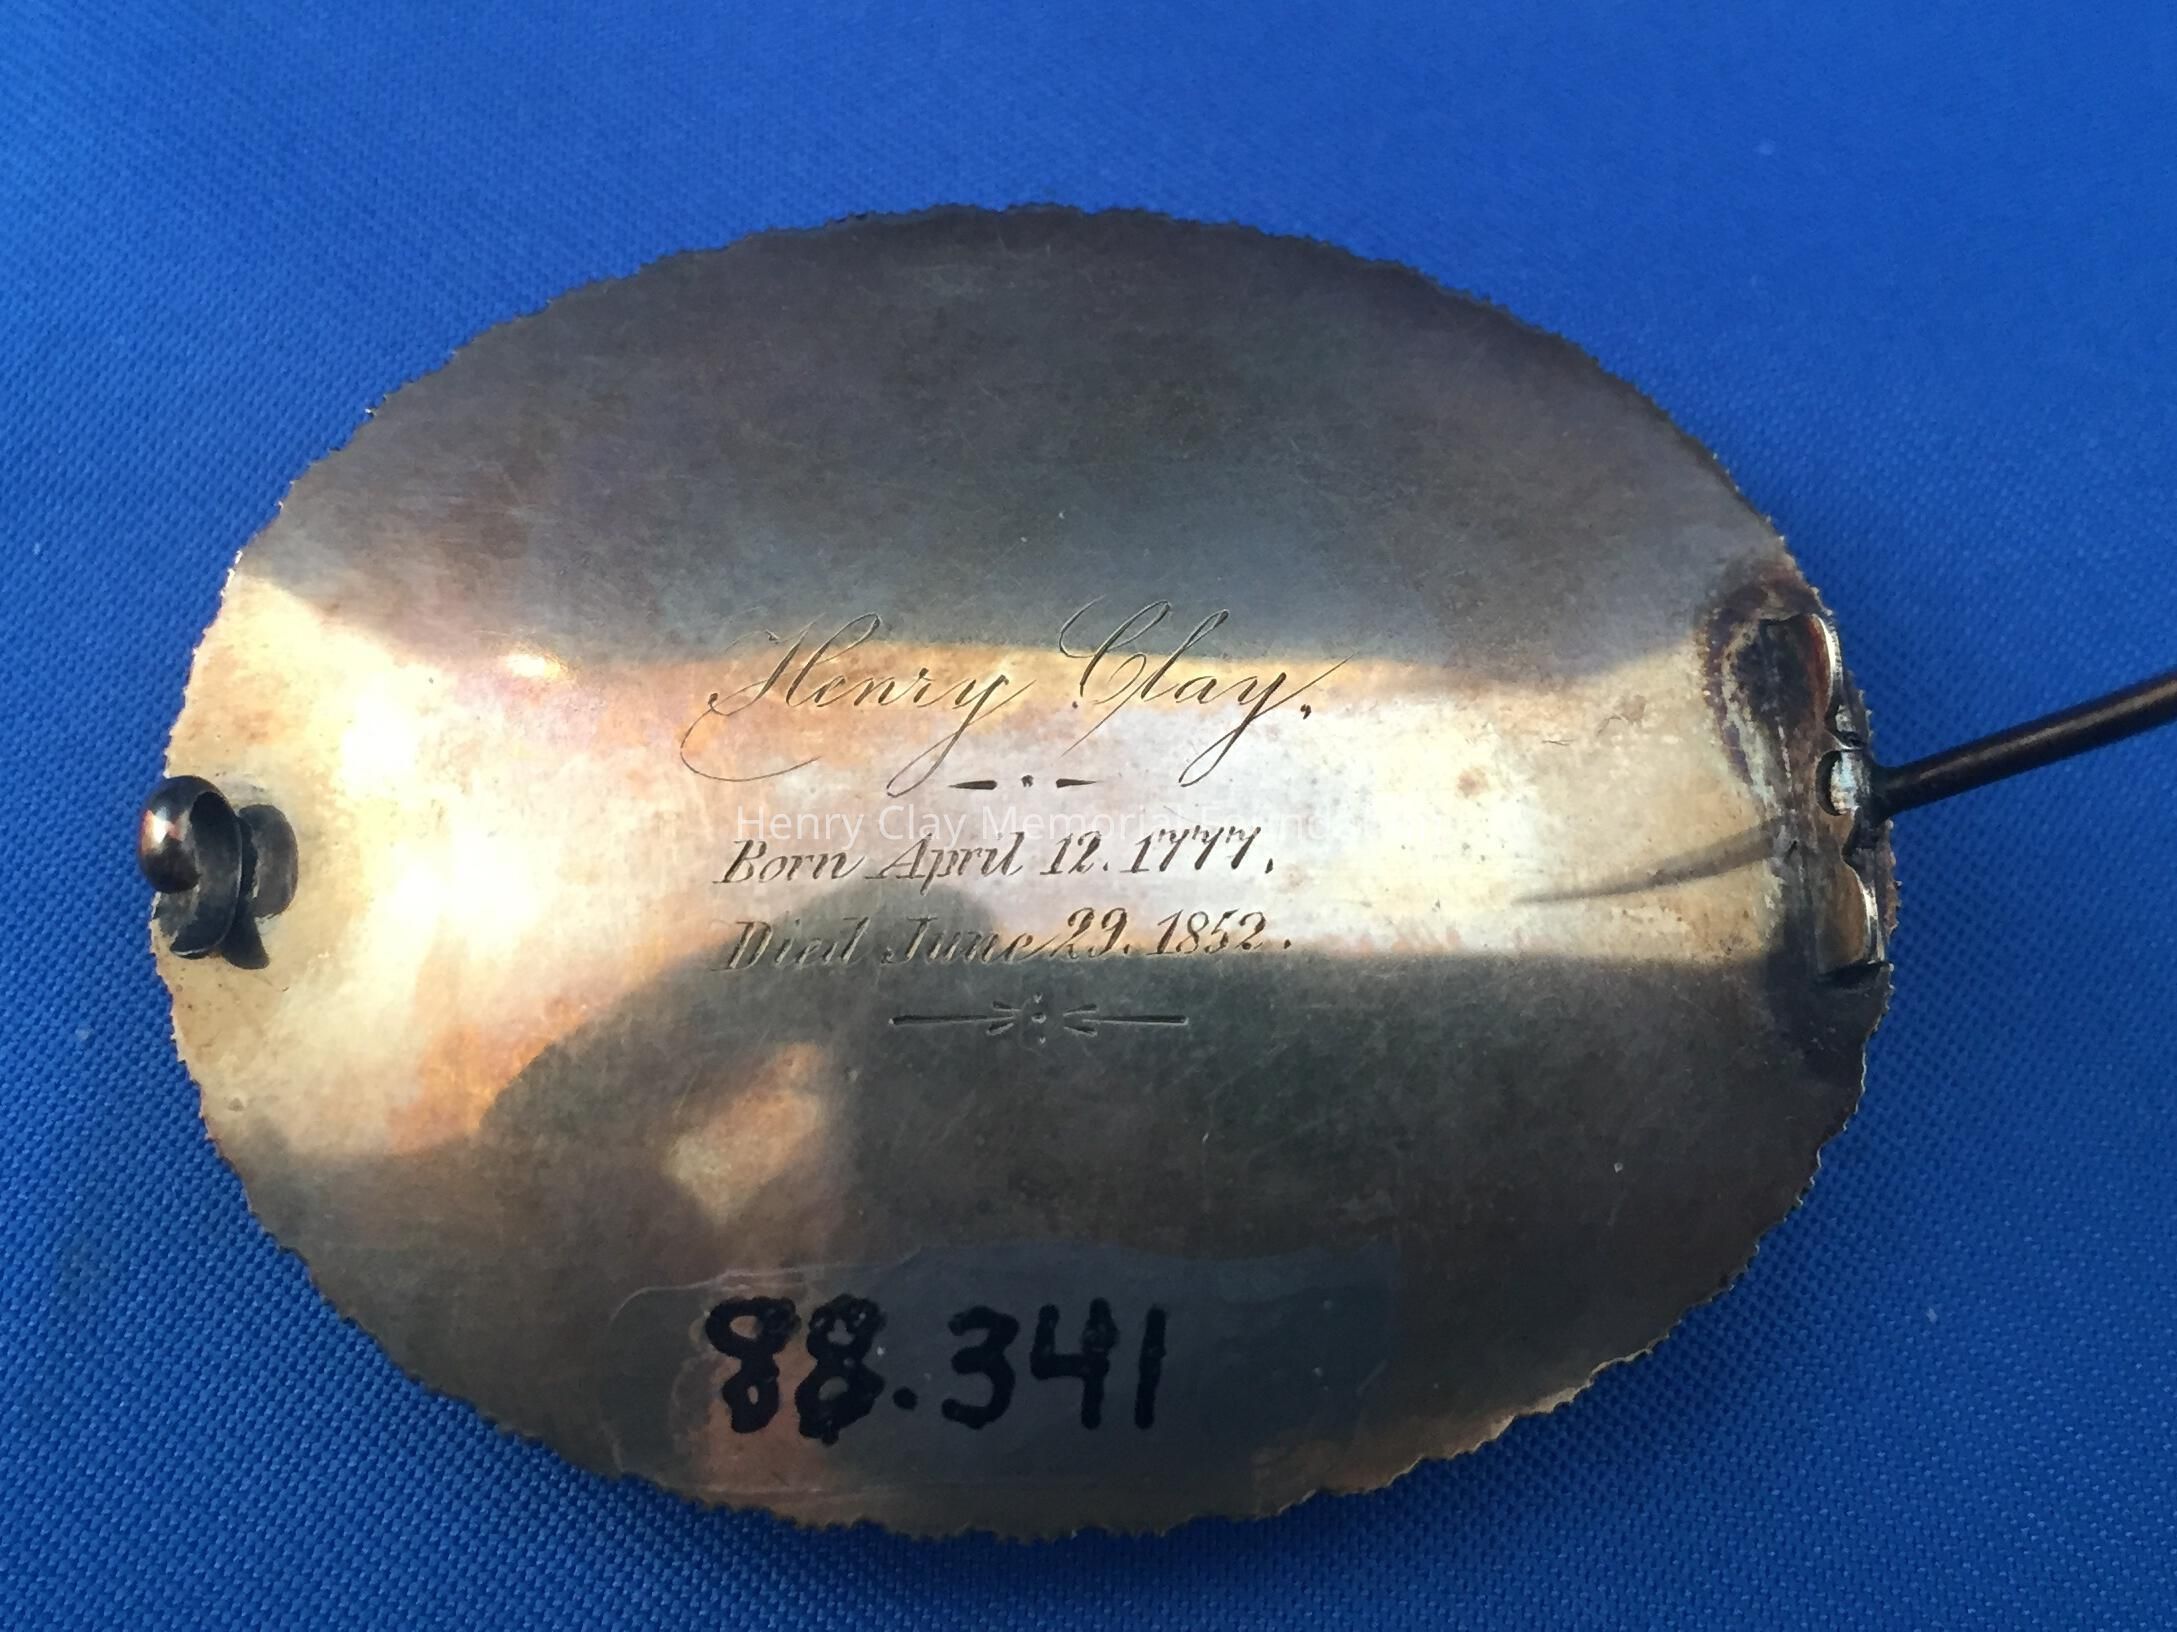 Henry Clay.
Henry Clay Memorial Foundation
Born April 12. 1777.
Died June 29. 1852.
88.341